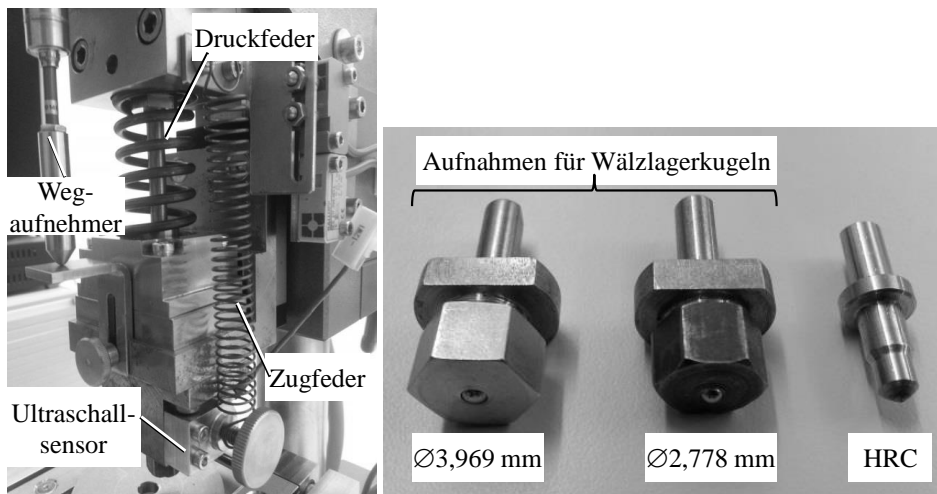 Druckfeder
Weg-
aufnehmer
Zugfeder
Ultraschall-
sensor
Aufnahmen für Wälzlagerkugeln
∅3,969 mm
∅2,778 mm
HRC